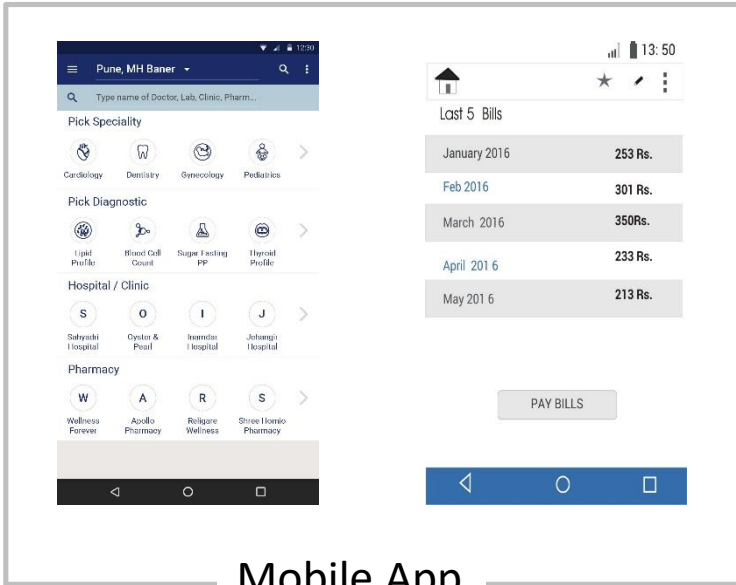 12:30
Pune, MH Baner
Type name of Doctor, Lab, Clinic, Pharm...
Pick Speciality
Cardiology Dentistry Gynecology Pediatrics
Pick Diagnostic
Lipid Profile
Blood Cell Count
Sugar Fasting PP
Thyroid Profile
Hospital / Clinic
S O I J
Sahyadri Hospital
Oyster & Pearl
Inamdar Hospital
Jehangir Hospital
Pharmacy
W A R S
Wellness Forever
Apollo Pharmacy
Religare Wellness
Shree Homio Pharmacy
13: 50
Last 5 Bills
January 2016 253 Rs.
Feb 2016 301 Rs.
March 2016 350Rs.
April 201 6 233 Rs.
May 201 6 213 Rs.
PAY BILLS
Mobile App